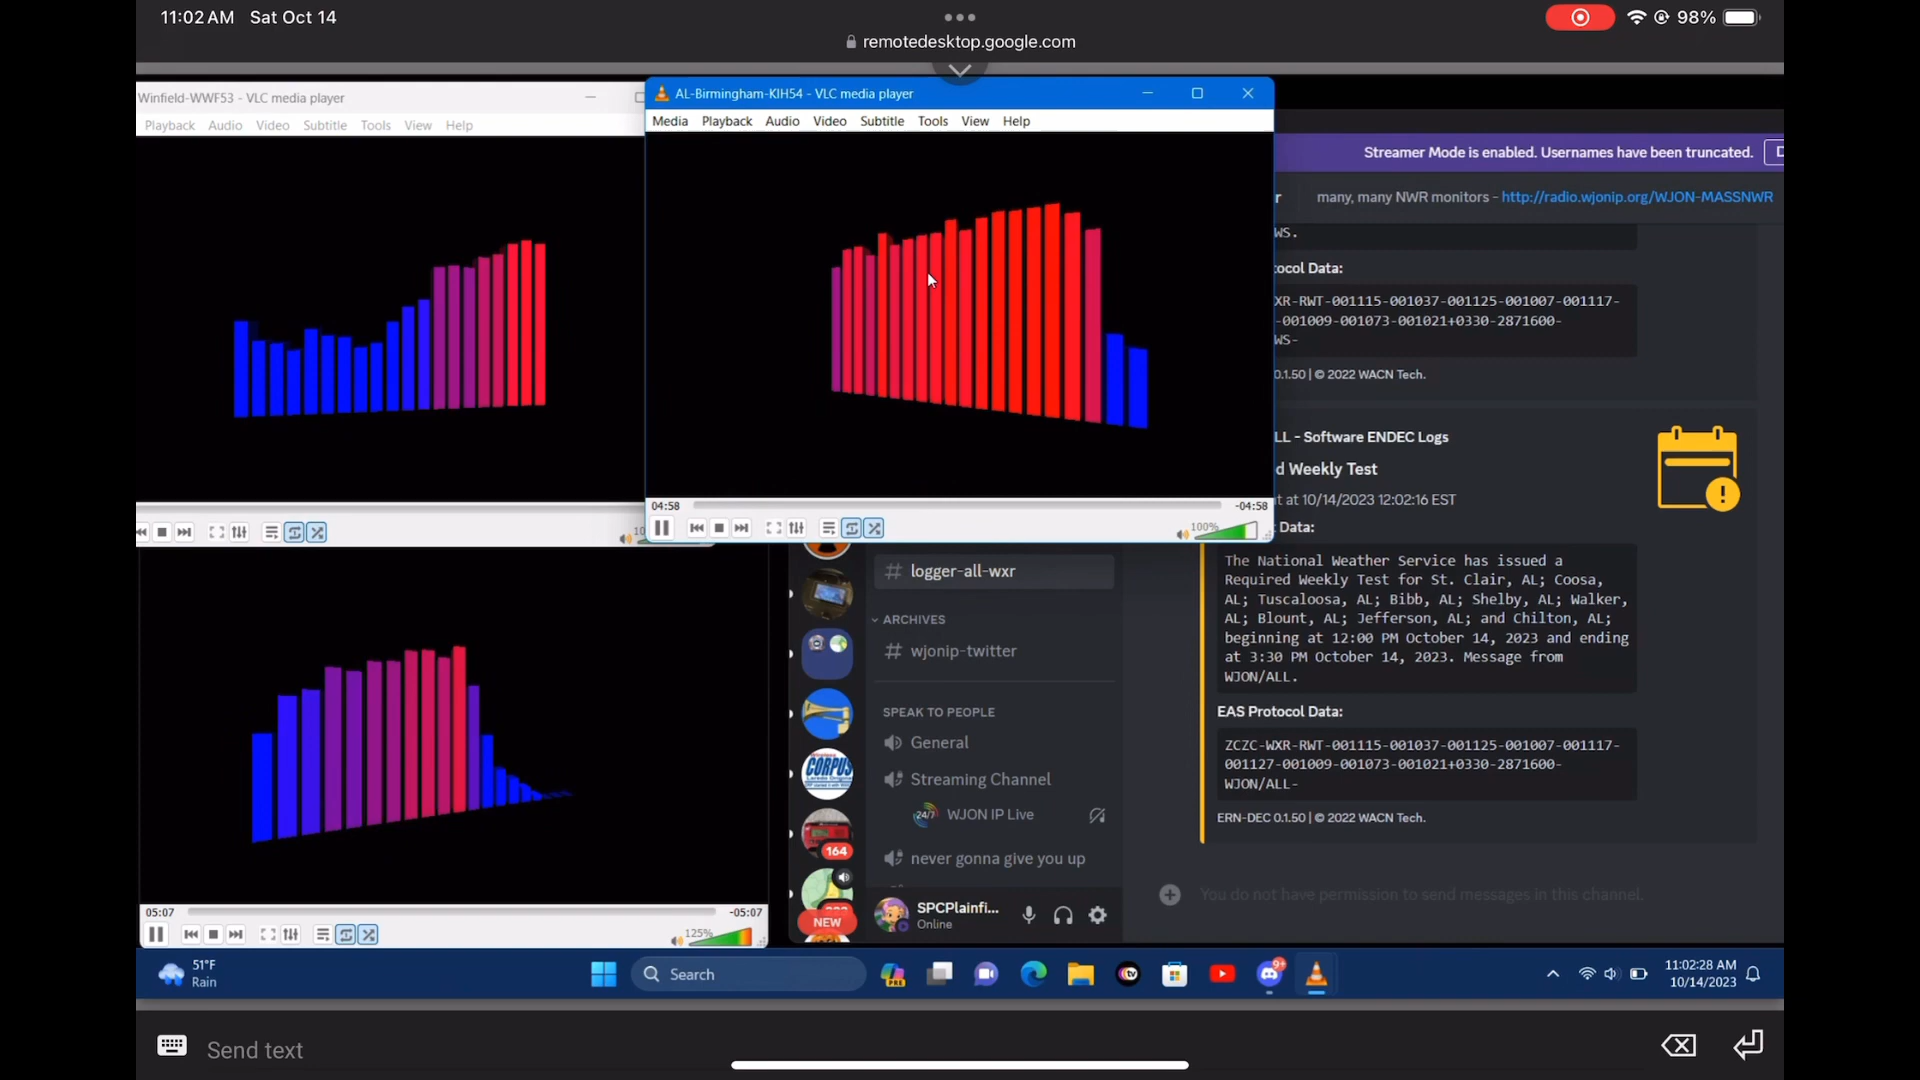 11:02 AM Sat Oct 14
98%
remotedesktop.google.com
Winfield-WWF53 - VLC media player
Playback Audio Video Subtitle Tools View Help
AL-Birmingham-KIH54 - VLC media player
Media Playback Audio Video Subtitle Tools View Help
Streamer Mode is enabled. Usernames have been truncated.
many, many NWR monitors - http://radio.wjonip.org/WJON-MASSNWR
WS.
ocol Data:
XR-RWT-001115-001037-001125-001007-001117-
-001009-001073-001021+0330-2871600-
WS-
0.1.50 | © 2022 WACN Tech.
LL - Software ENDEC Logs
d Weekly Test
t at 10/14/2023 12:02:16 EST
Data:
The National Weather Service has issued a
Required Weekly Test for St. Clair, AL; Coosa,
AL; Tuscaloosa, AL; Bibb, AL; Shelby, AL; Walker,
AL; Blount, AL; Jefferson, AL; and Chilton, AL;
beginning at 12:00 PM October 14, 2023 and ending
at 3:30 PM October 14, 2023. Message from
WJON/ALL.
EAS Protocol Data:
ZCZC-WXR-RWT-001115-001037-001125-001007-001117-
001127-001009-001073-001021+0330-2871600-
WJON/ALL-
ERN-DEC 0.1.50 | © 2022 WACN Tech.
You do not have permission to send messages in this channel.
04:58 -04:58
100%
# logger-all-wxr
ARCHIVES
# wjonip-twitter
SPEAK TO PEOPLE
General
Streaming Channel
24/7 WJON IP Live
never gonna give you up
CORPUS
164
NEW
SPCPlainfi...
Online
05:07 -05:07
125%
51°F
Rain
Search
PRE
tv
9+
11:02:28 AM
10/14/2023
Send text